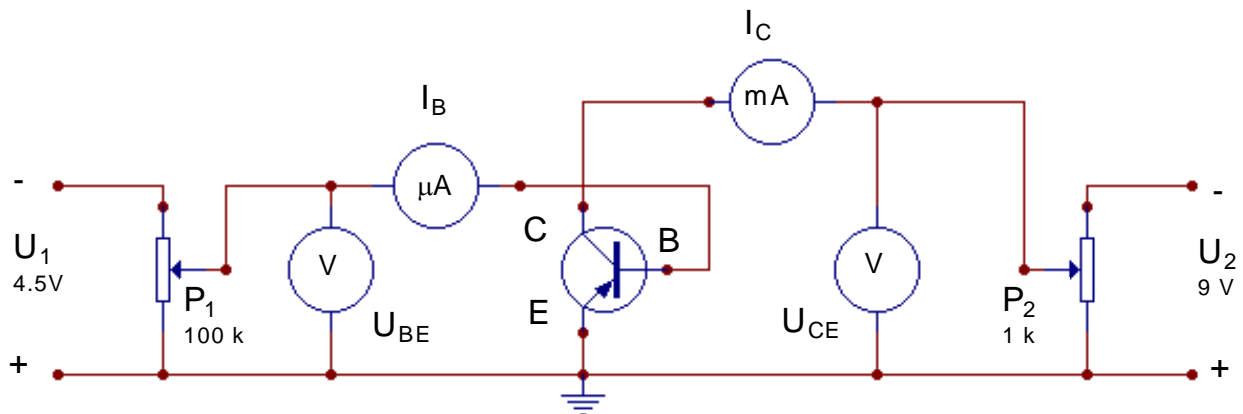 I_C
mA
I_B
μA
-
-
C
B
U_1
4.5V
V
V
U_2
9 V
P_1
100 k
E
U_BE
U_CE
P_2
1 k
+
+